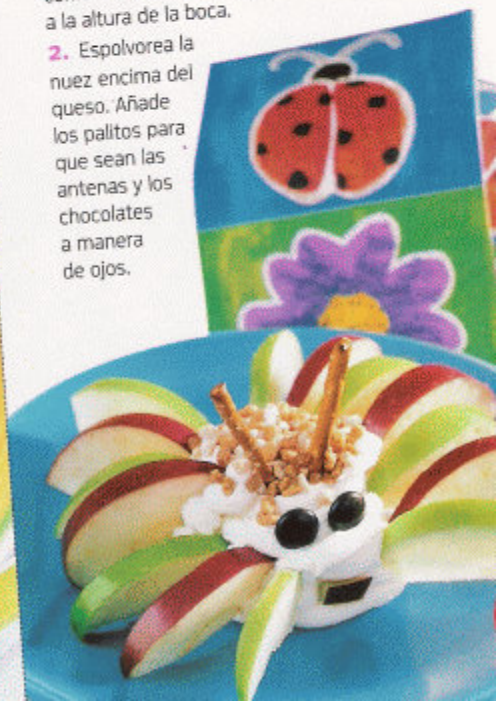 a la altura de la boca.
2. Espolvorea la
nuez encima del
queso. Añade
los palitos para
que sean las
antenas y los
chocolates
a manera
de ojos.